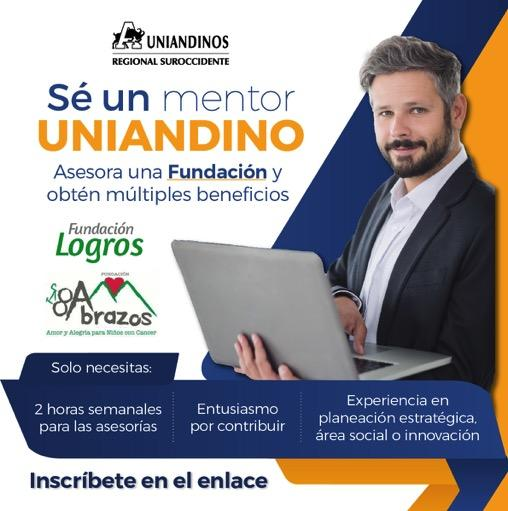 UNIANDINOS
REGIONAL SUROCCIDENTE
Sé un mentor
UNIANDINO
Asesora una Fundación y
obtén múltiples beneficios
Fundación
Logros
FUNDACIÓN
Abrazos
Amor y Alegría para Niños con Cancer
Solo necesitas:
2 horas semanales
para las asesorías
Entusiasmo
por contribuir
Experiencia en
planeación estratégica,
área social o innovación
Inscríbete en el enlace